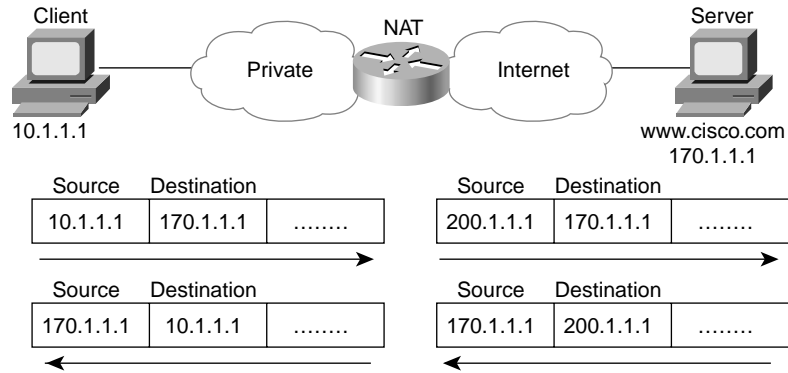 Client
Server
NAT
Private
Internet
10.1.1.1
www.cisco.com
170.1.1.1
Source Destination
10.1.1.1 170.1.1.1 ........
Source Destination
200.1.1.1 170.1.1.1 ........
Source Destination
170.1.1.1 10.1.1.1 ........
Source Destination
170.1.1.1 200.1.1.1 ........